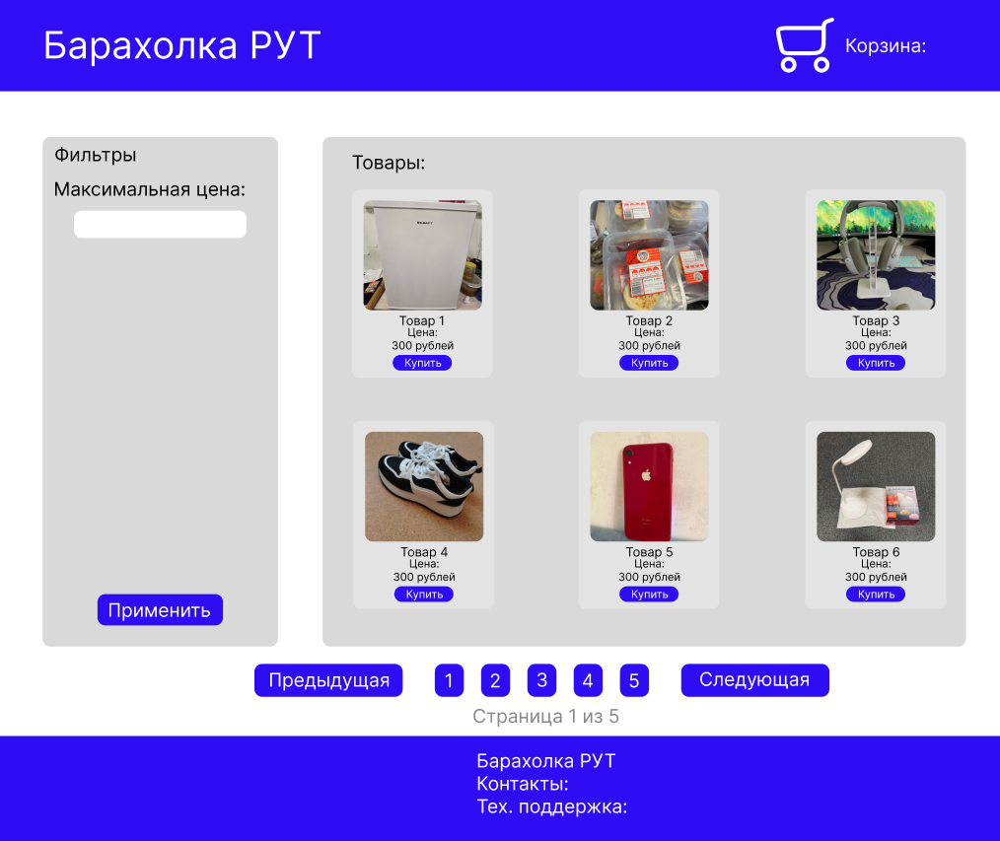 Барахолка РУТ
Корзина:
Фильтры
Максимальная цена:
Применить
Товары:
Товар 1
Цена:
300 рублей
Купить
Товар 2
Цена:
300 рублей
Купить
Товар 3
Цена:
300 рублей
Купить
Товар 4
Цена:
300 рублей
Купить
Товар 5
Цена:
300 рублей
Купить
Товар 6
Цена:
300 рублей
Купить
Предыдущая 1 2 3 4 5 Следующая
Страница 1 из 5
Барахолка РУТ
Контакты:
Тех. поддержка: